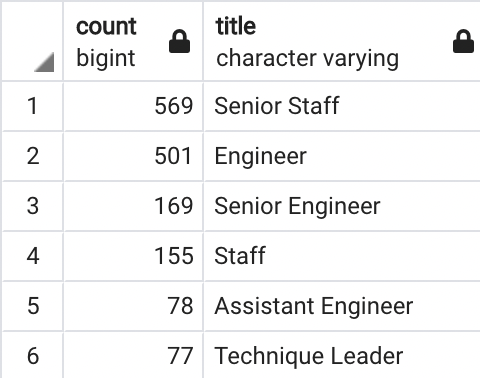 count title
bigint character varying
1 569 Senior Staff
2 501 Engineer
3 169 Senior Engineer
4 155 Staff
5 78 Assistant Engineer
6 77 Technique Leader